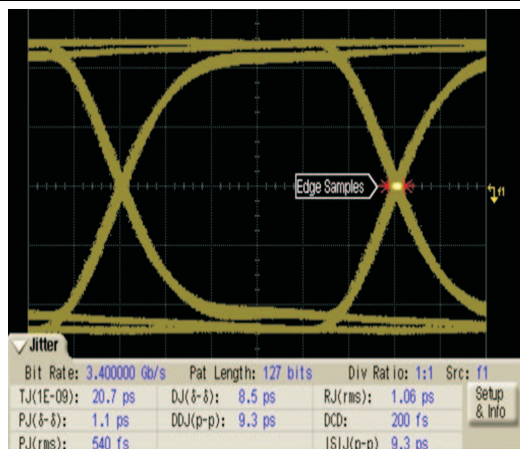 Edge Samples
f1
Jitter
Bit Rate: 3.400000 Gb/s Pat Length: 127 bits Div Ratio: 1:1 Src: f1
TJ(1E-09): 20.7 ps DJ(δ-δ): 8.5 ps RJ(rms): 1.06 ps
PJ(δ-δ): 1.1 ps DDJ(p-p): 9.3 ps DCD: 200 fs
PJ(rms): 540 fs ISIJ(p-p) 9.3 ps
Setup
& Info